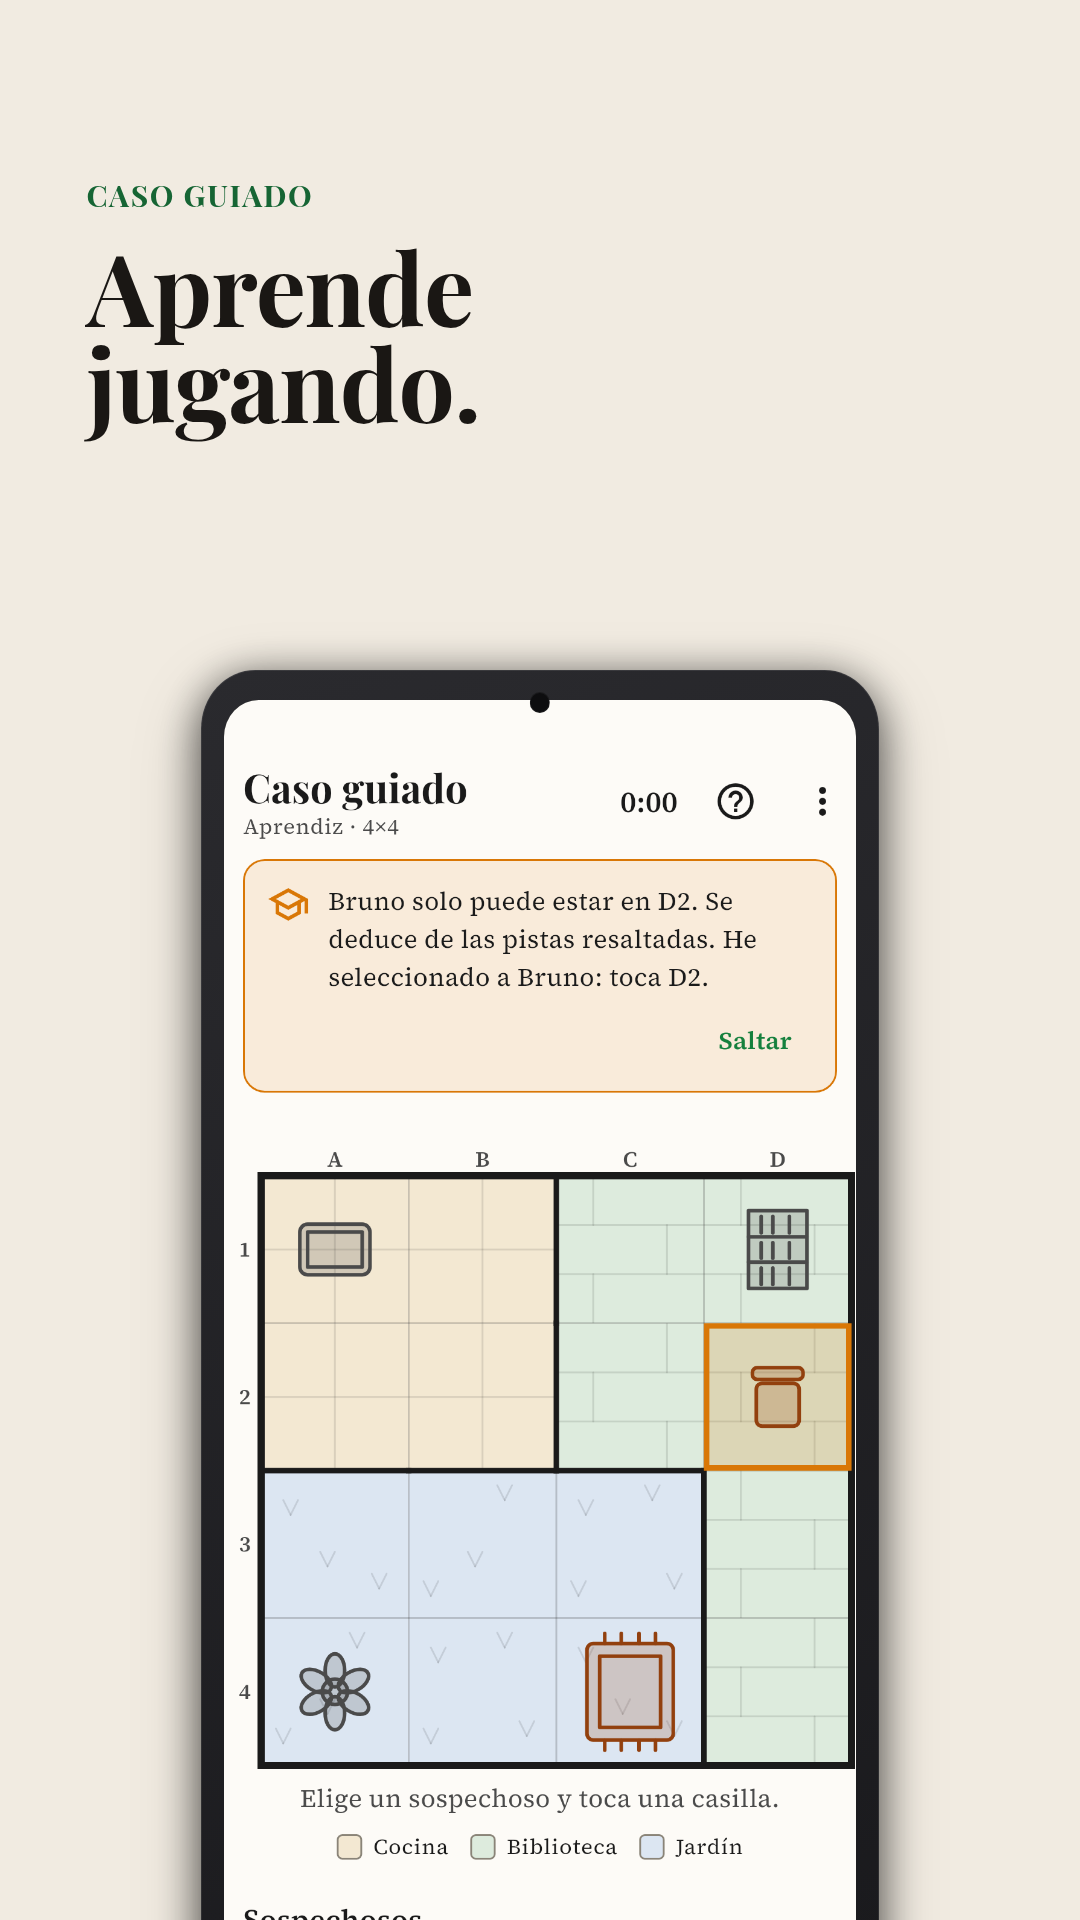 CASO GUIADO
Aprende
jugando.
Caso guiado
Aprendiz · 4×4
0:00
Bruno solo puede estar en D2. Se
deduce de las pistas resaltadas. He
seleccionado a Bruno: toca D2.
Saltar
A B C D
1
2
3
4
Elige un sospechoso y toca una casilla.
Cocina Biblioteca Jardín
Sospechosos